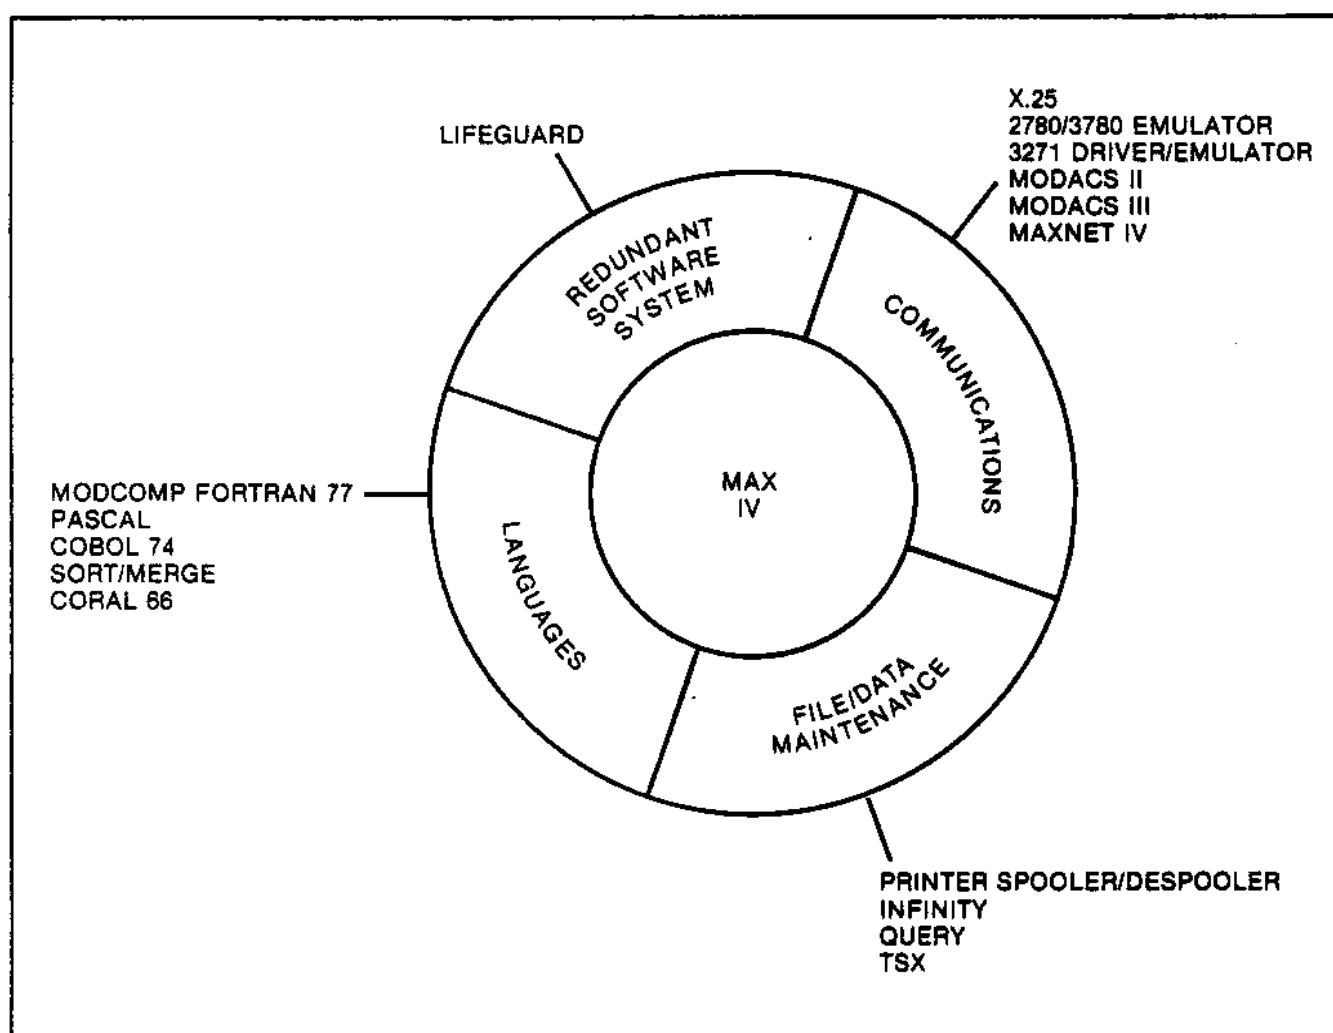 LIFEGUARD
X.25
2780/3780 EMULATOR
3271 DRIVER/EMULATOR
MODACS II
MODACS III
MAXNET IV
REDUNDANT
SOFTWARE
SYSTEM
COMMUNICATIONS
MAX
IV
MODCOMP FORTRAN 77
PASCAL
COBOL 74
SORT/MERGE
CORAL 66
LANGUAGES
FILE/DATA
MAINTENANCE
PRINTER SPOOLER/DESPOOLER
INFINITY
QUERY
TSX